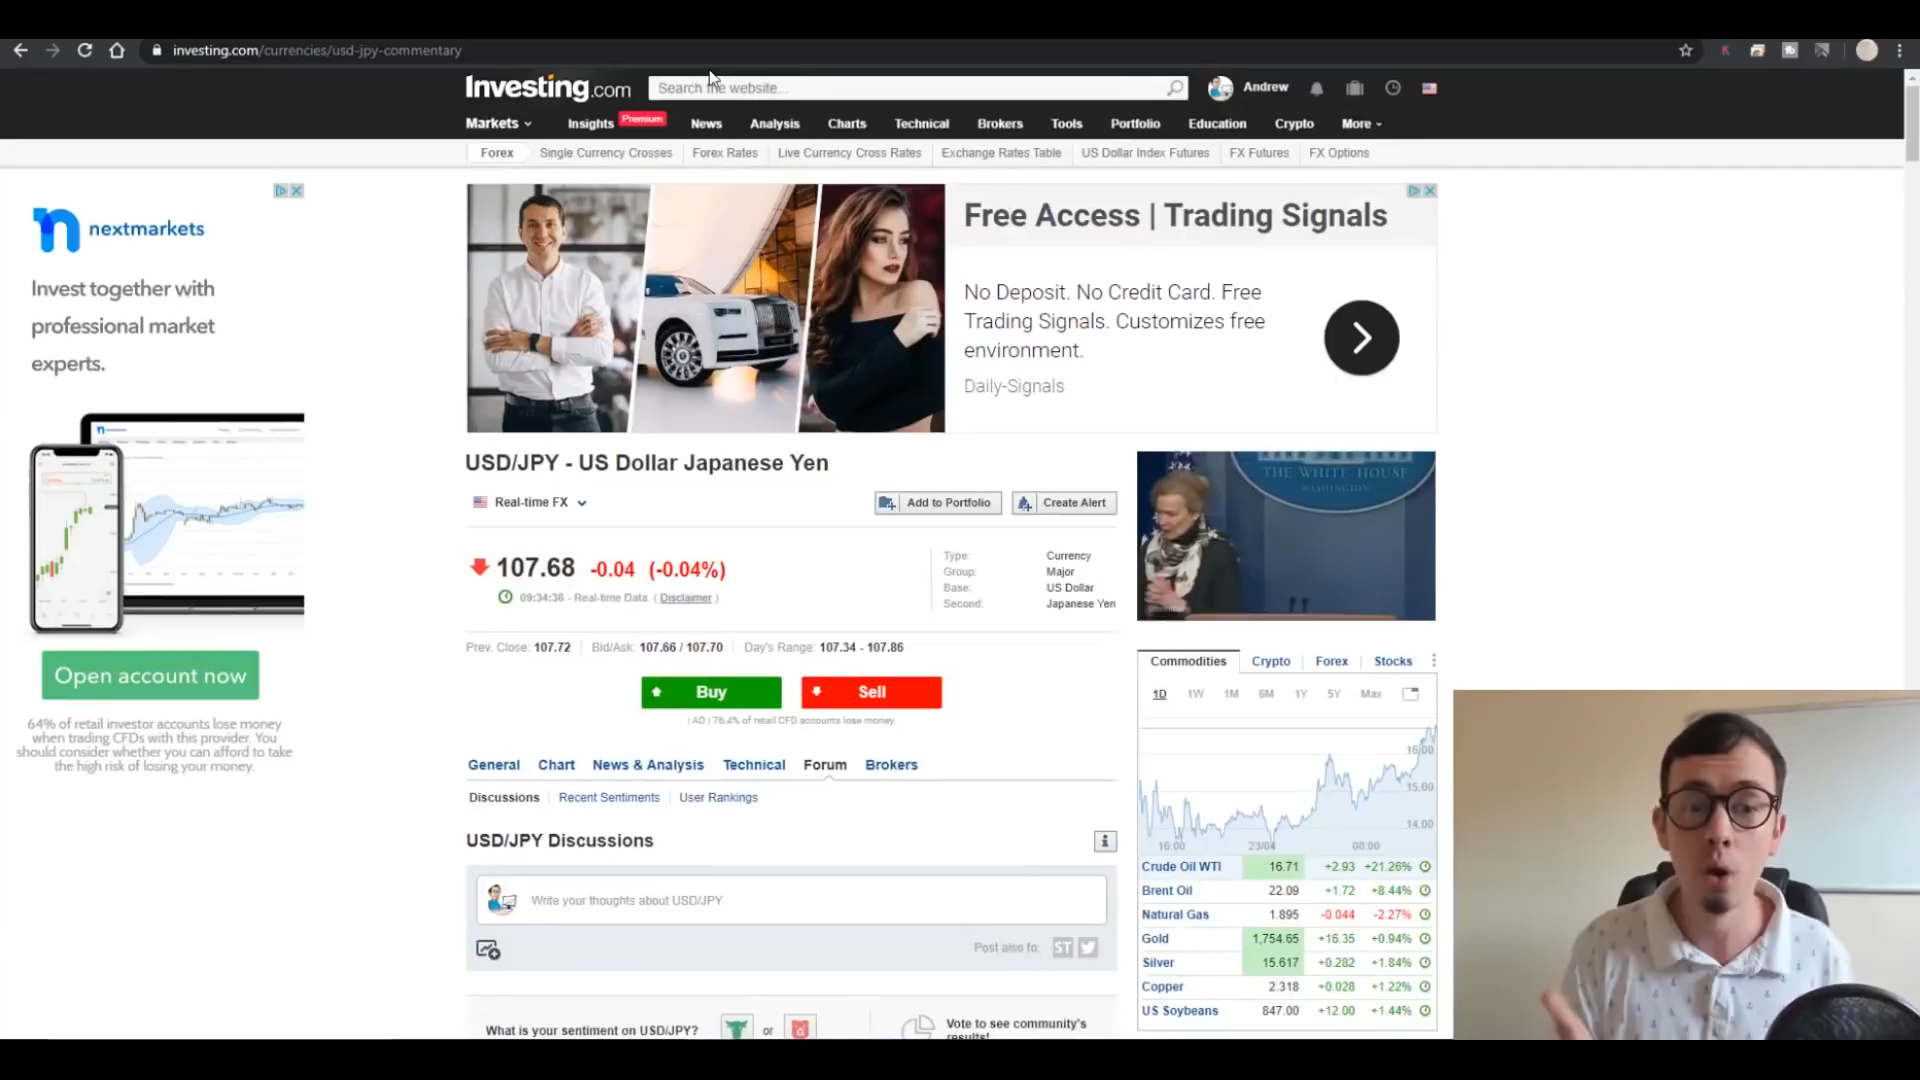 investing.com/currencies/usd-jpy-commentary
Investing.com
Search the website...
Andrew
Markets
Insights
Premium
News
Analysis
Charts
Technical
Brokers
Tools
Portfolio
Education
Crypto
More
Forex
Single Currency Crosses
Forex Rates
Live Currency Cross Rates
Exchange Rates Table
US Dollar Index Futures
FX Futures
FX Options
nextmarkets
Invest together with
professional market
experts.
Open account now
64% of retail investor accounts lose money
when trading CFDs with this provider. You
should consider whether you can afford to take
the high risk of losing your money.
Free Access | Trading Signals
No Deposit. No Credit Card. Free
Trading Signals. Customizes free
environment.
Daily-Signals
USD/JPY - US Dollar Japanese Yen
Real-time FX
Add to Portfolio
Create Alert
107.68 -0.04 (-0.04%)
09:34:36 - Real-time Data. ( Disclaimer )
Type: Currency
Group: Major
Base: US Dollar
Second: Japanese Yen
Prev. Close: 107.72
Bid/Ask: 107.66 / 107.70
Day's Range: 107.34 - 107.86
Buy
Sell
( AD ) 76.4% of retail CFD accounts lose money.
General
Chart
News & Analysis
Technical
Forum
Brokers
Discussions
Recent Sentiments
User Rankings
USD/JPY Discussions
Write your thoughts about USD/JPY
Post also to: ST
What is your sentiment on USD/JPY?
or
Vote to see community's
results!
THE WHITE HOUSE
WASHINGTON
Commodities
Crypto
Forex
Stocks
1D 1W 1M 6M 1Y 5Y Max
16.00
15.00
14.00
16:00 23/04 08:00
Crude Oil WTI 16.71 +2.93 +21.26%
Brent Oil 22.09 +1.72 +8.44%
Natural Gas 1.895 -0.044 -2.27%
Gold 1,754.65 +16.35 +0.94%
Silver 15.617 +0.282 +1.84%
Copper 2.318 +0.028 +1.22%
US Soybeans 847.00 +12.00 +1.44%